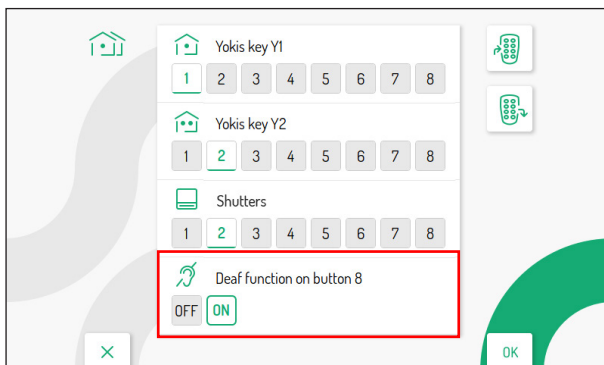 Yokis key Y1
1 2 3 4 5 6 7 8
Yokis key Y2
1 2 3 4 5 6 7 8
Shutters
1 2 3 4 5 6 7 8
Deaf function on button 8
OFF ON
OK